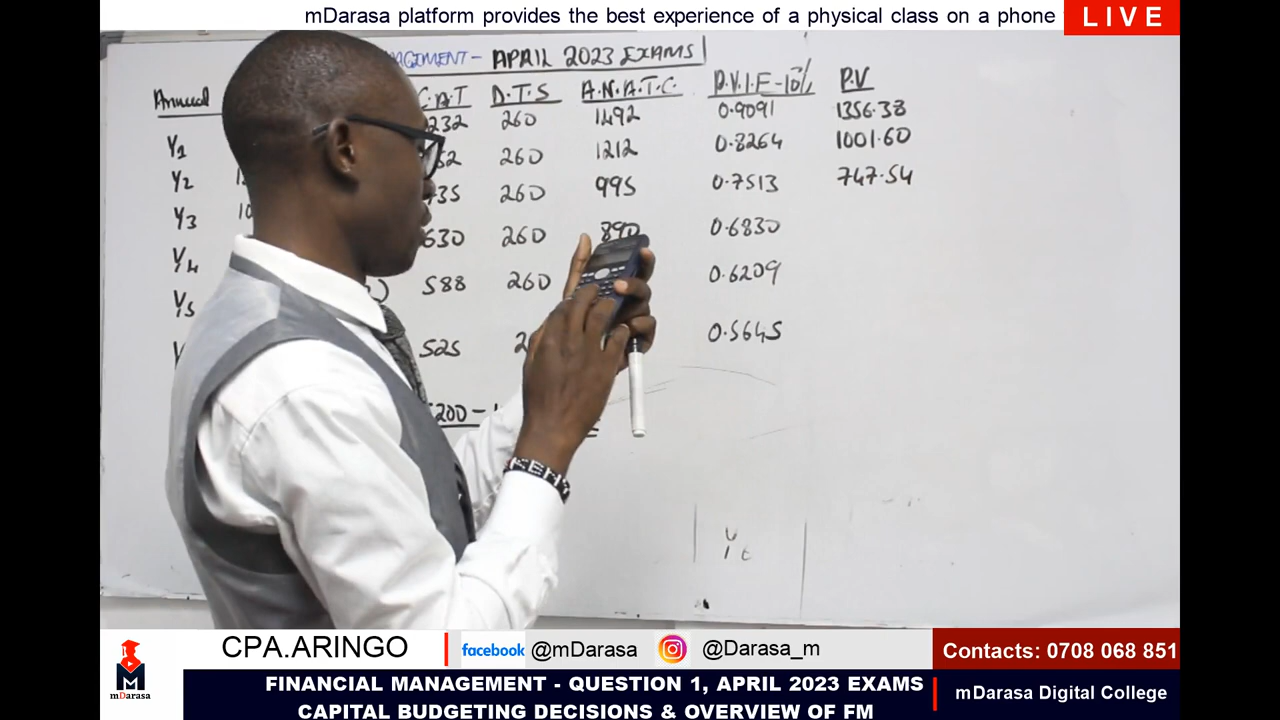 mDarasa platform provides the best experience of a physical class on a phone
LIVE
APRIL 2023 EXAMS
Annual C.A.T D.T.S A.N.A.T.C. P.V.I.F-10% P.V
232 260 1492 0.9091 1356.38
Y1 260 1212 0.8264 1001.60
Y2 735 260 995 0.7513 747.54
Y3 630 260 890 0.6830
Y4 588 260 0.6209
Y5 525 0.5645
200 -
mDarasa
CPA.ARINGO
facebook @mDarasa
@Darasa_m
Contacts: 0708 068 851
FINANCIAL MANAGEMENT - QUESTION 1, APRIL 2023 EXAMS
CAPITAL BUDGETING DECISIONS & OVERVIEW OF FM
mDarasa Digital College